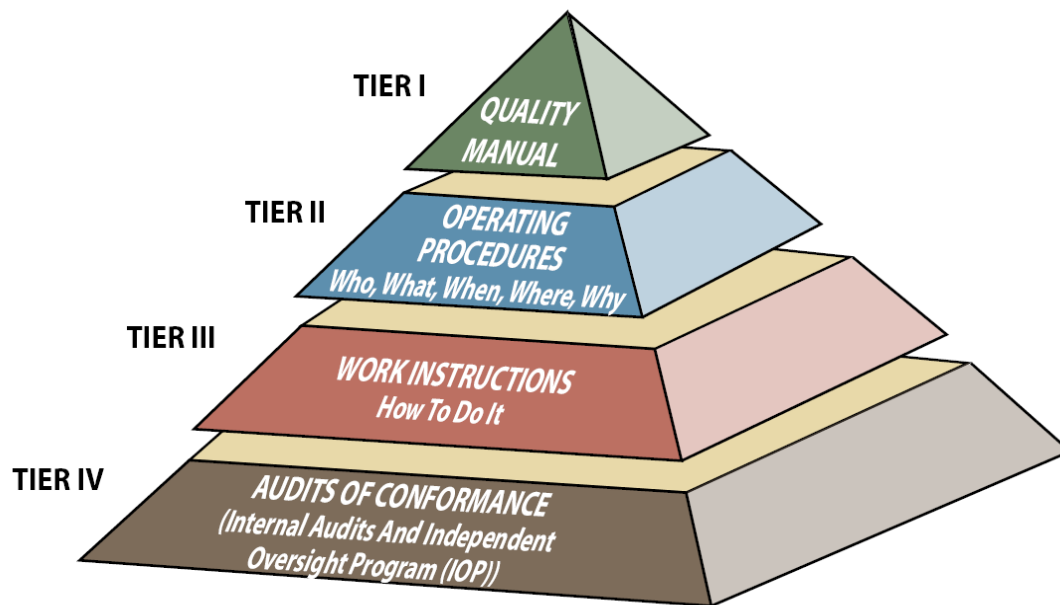 TIER I
QUALITY
MANUAL
TIER II
OPERATING
PROCEDURES
Who, What, When, Where, Why
TIER III
WORK INSTRUCTIONS
How To Do It
TIER IV
AUDITS OF CONFORMANCE
(Internal Audits And Independent
Oversight Program (IOP))